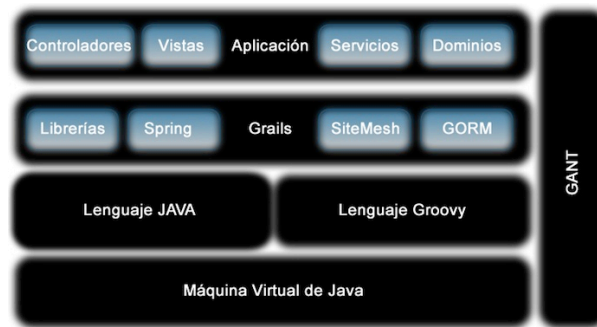 Controladores Vistas Aplicación Servicios Dominios
Librerías Spring Grails SiteMesh GORM
Lenguaje JAVA Lenguaje Groovy
Máquina Virtual de Java
GANT